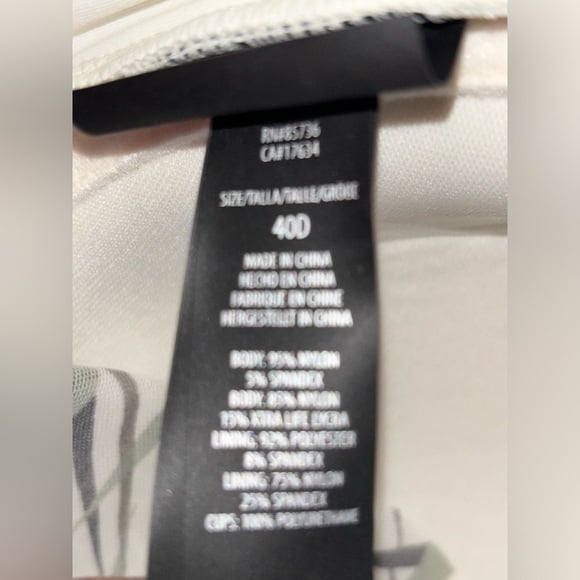 RN#85736
CA#17634
SIZE/TALLA/TAILLE/GRÖßE
40D
MADE IN CHINA
HECHO EN CHINA
FABRIQUE EN CHINE
HERGESTELLT IN CHINA
BODY: 95% NYLON
5% SPANDEX
BODY: 85% NYLON
15% XTRA LIFE LYCRA
LINING: 92% POLYESTER
8% SPANDEX
LINING: 75% NYLON
25% SPANDEX
CUPS: 100% POLYURETHANE